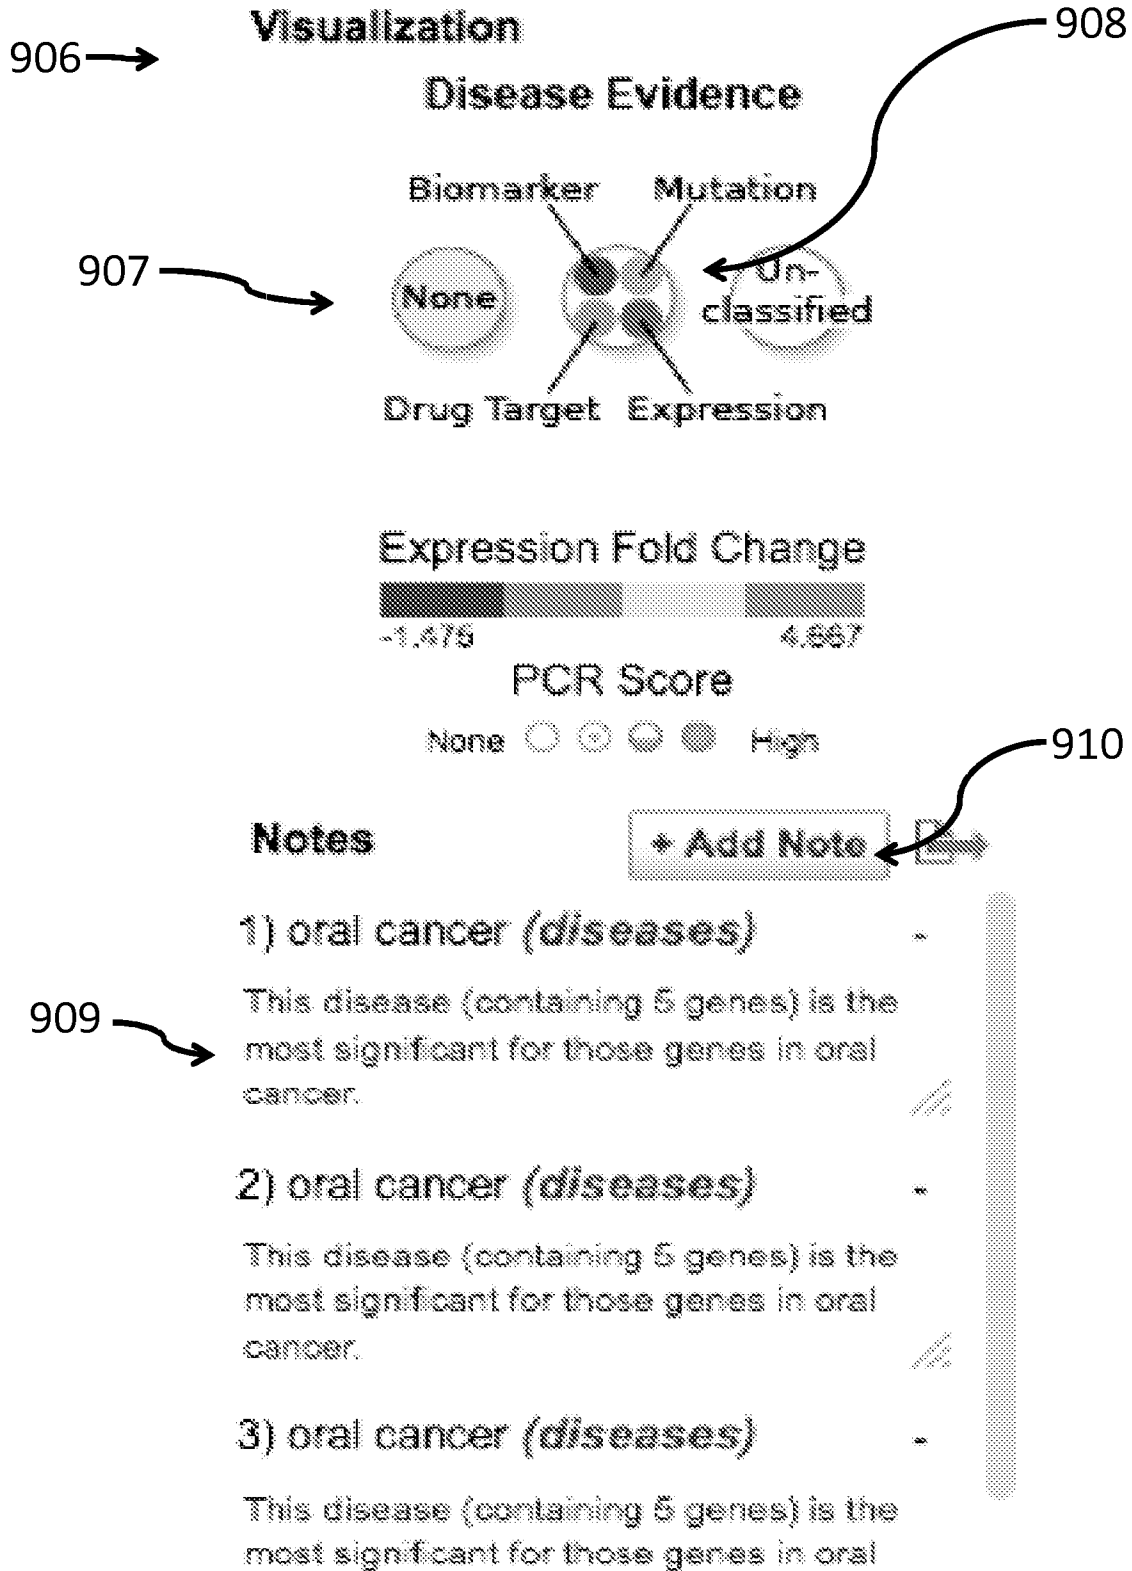 Visualization
906
908
Disease Evidence
Biomarker Mutation
907
None
Un-
classified
Drug Target Expression
Expression Fold Change
-1.475 4.667
PCR Score
None High
910
Notes + Add Note
1) oral cancer (diseases) -
909
This disease (containing 5 genes) is the
most significant for those genes in oral
cancer.
2) oral cancer (diseases) -
This disease (containing 5 genes) is the
most significant for those genes in oral
cancer.
3) oral cancer (diseases) -
This disease (containing 5 genes) is the
most significant for those genes in oral